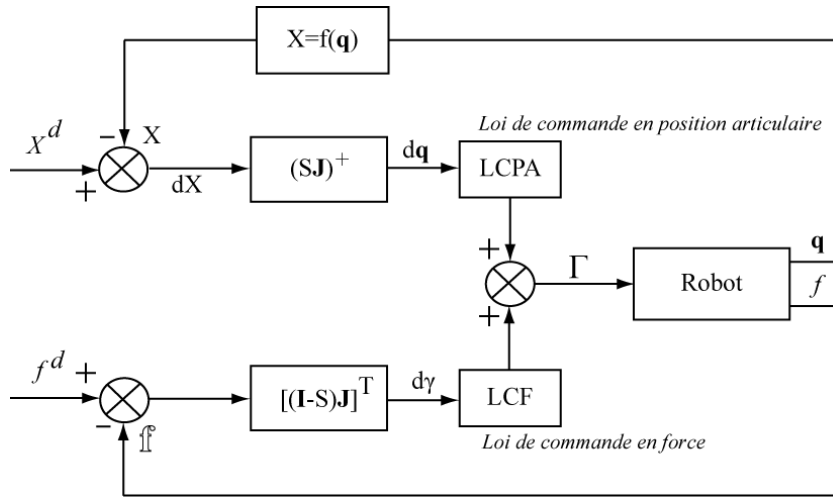 X=f(q)
X^d
−
X
+
dX
(SJ)^+
dq
Loi de commande en position articulaire
LCPA
+
+
Γ
Robot
q
f
f^d
+
−
𝕗
[(I-S)J]^T
dγ
LCF
Loi de commande en force